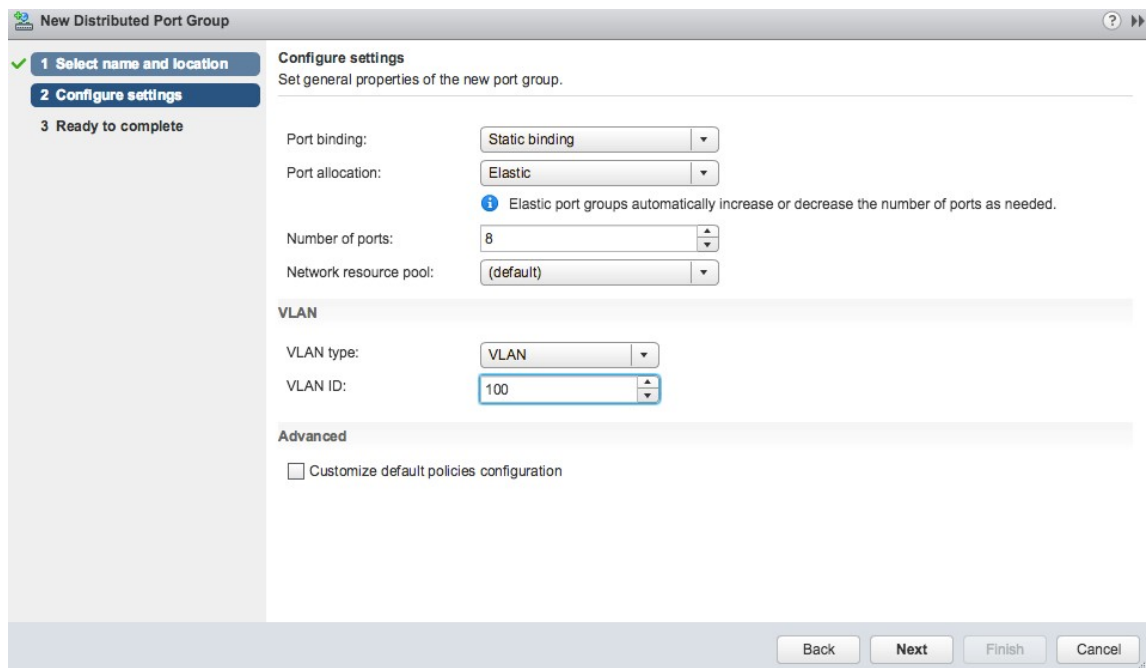 New Distributed Port Group
1 Select name and location
2 Configure settings
3 Ready to complete
Configure settings
Set general properties of the new port group.
Port binding: Static binding
Port allocation: Elastic
Elastic port groups automatically increase or decrease the number of ports as needed.
Number of ports: 8
Network resource pool: (default)
VLAN
VLAN type: VLAN
VLAN ID: 100
Advanced
Customize default policies configuration
Back Next Finish Cancel